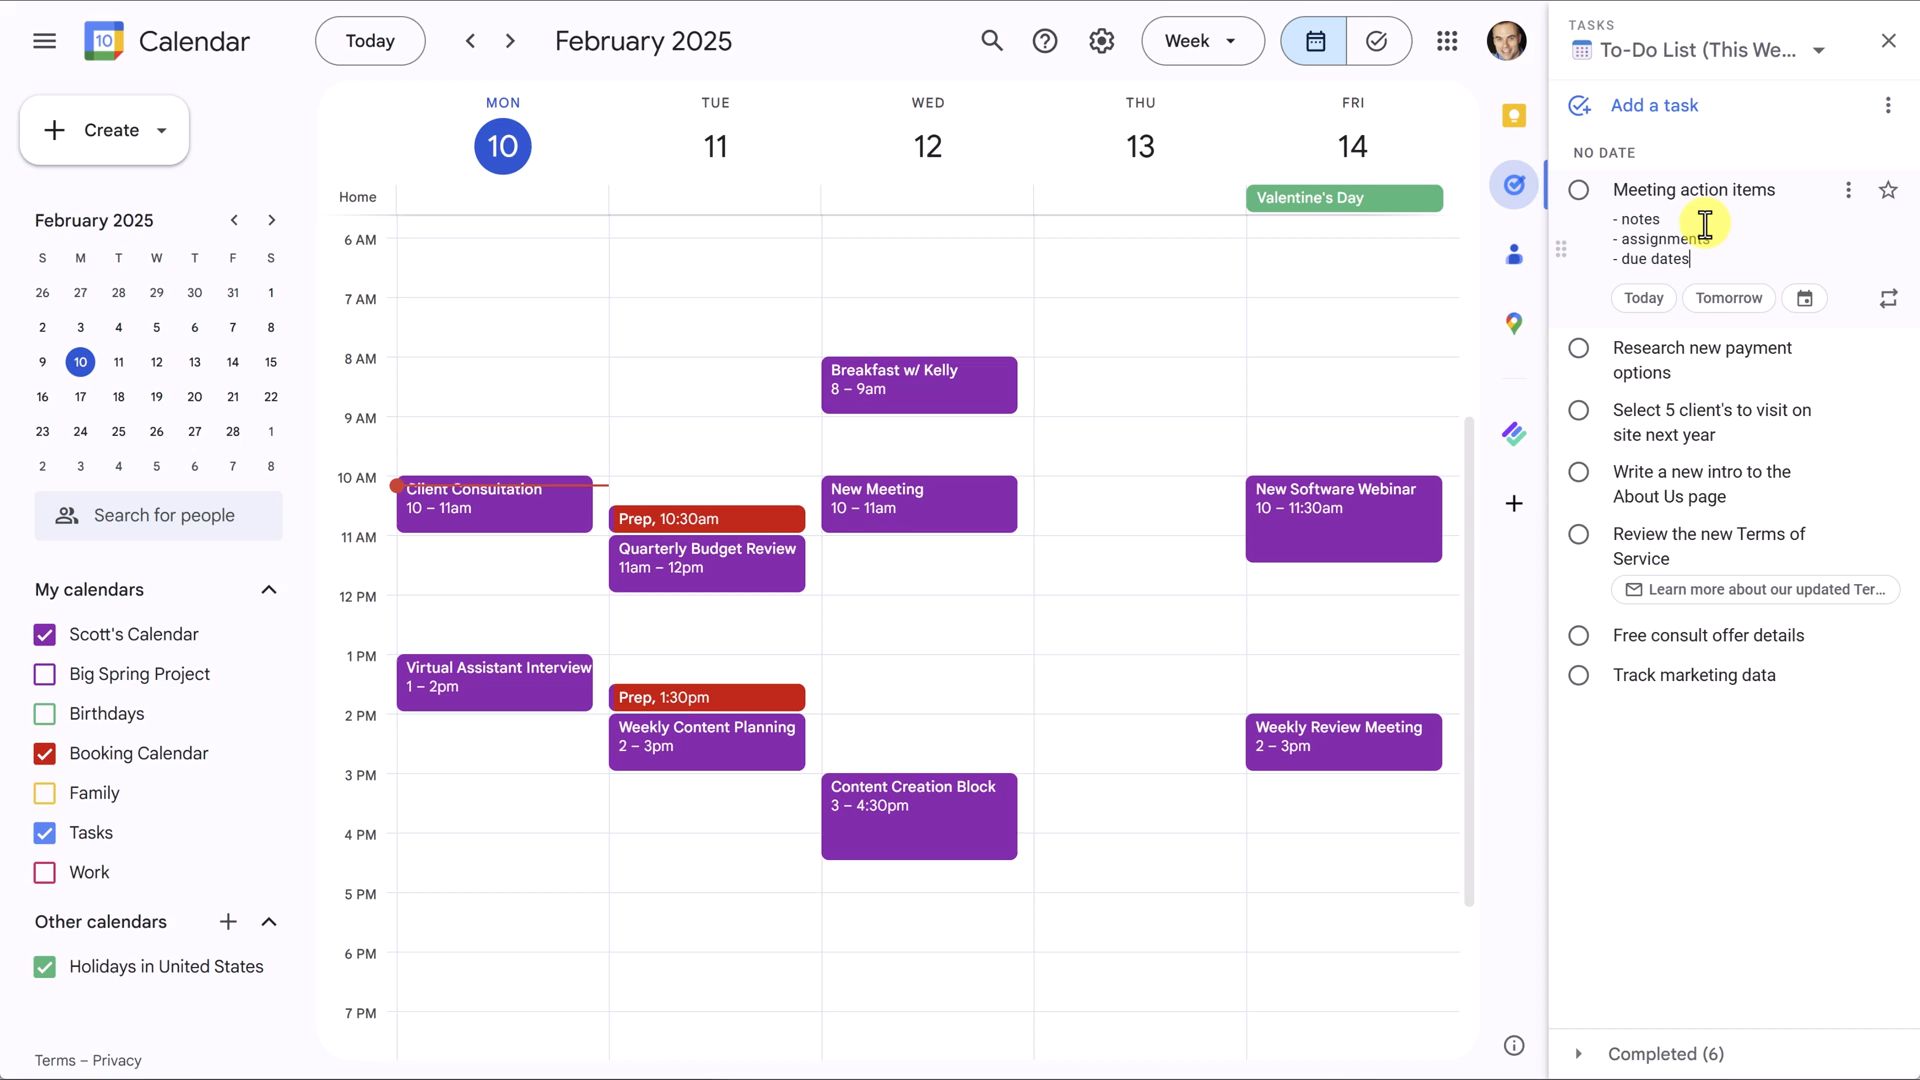 10 Calendar
Today
February 2025
Week
TASKS
To-Do List (This We...
Create
Add a task
NO DATE
Meeting action items
- notes
- assignments
- due dates
Today Tomorrow
Research new payment
options
Select 5 client's to visit on
site next year
Write a new intro to the
About Us page
Review the new Terms of
Service
Learn more about our updated Ter...
Free consult offer details
Track marketing data
Completed (6)
MON TUE WED THU FRI
10 11 12 13 14
Home
Valentine's Day
6 AM
7 AM
8 AM
9 AM
10 AM
11 AM
12 PM
1 PM
2 PM
3 PM
4 PM
5 PM
6 PM
7 PM
Client Consultation
10 – 11am
Virtual Assistant Interview
1 – 2pm
Prep, 10:30am
Quarterly Budget Review
11am – 12pm
Prep, 1:30pm
Weekly Content Planning
2 – 3pm
Breakfast w/ Kelly
8 – 9am
New Meeting
10 – 11am
Content Creation Block
3 – 4:30pm
New Software Webinar
10 – 11:30am
Weekly Review Meeting
2 – 3pm
February 2025
S M T W T F S
26 27 28 29 30 31 1
2 3 4 5 6 7 8
9 10 11 12 13 14 15
16 17 18 19 20 21 22
23 24 25 26 27 28 1
2 3 4 5 6 7 8
Search for people
My calendars
Scott's Calendar
Big Spring Project
Birthdays
Booking Calendar
Family
Tasks
Work
Other calendars
Holidays in United States
Terms – Privacy